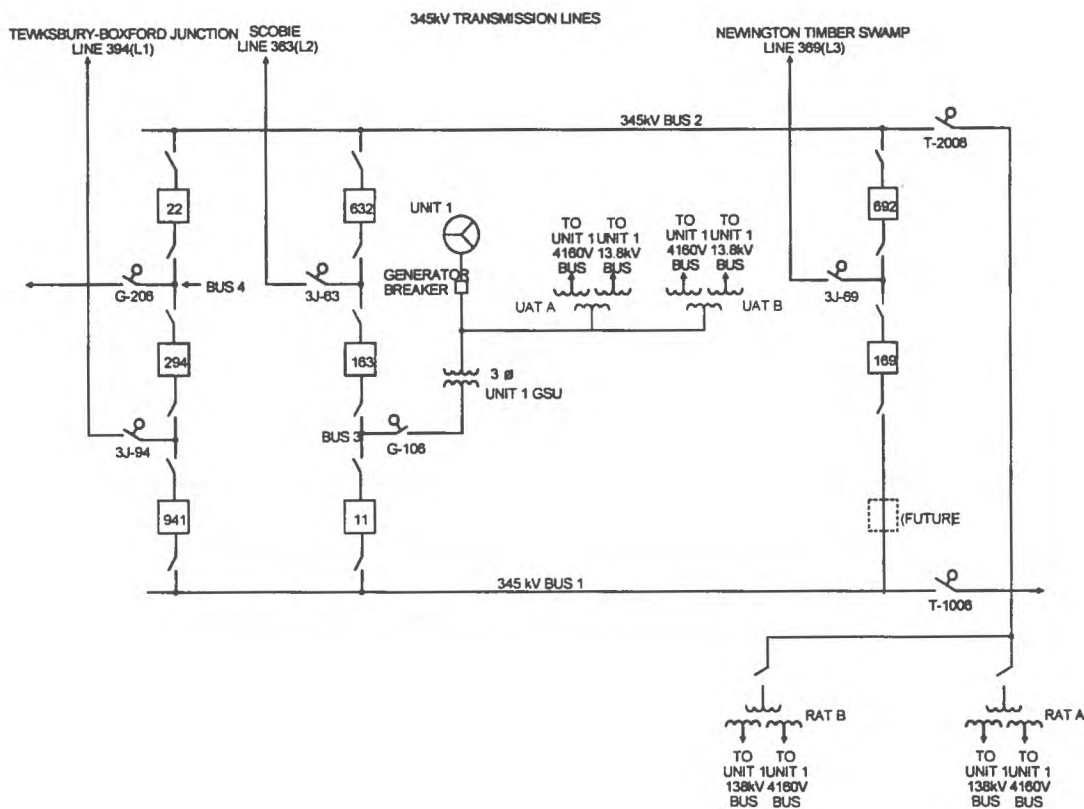 345kV TRANSMISSION LINES
TEWKSBURY-BOXFORD JUNCTION
LINE 394(L1)
SCOBIE
LINE 363(L2)
NEWINGTON TIMBER SWAMP
LINE 369(L3)
345kV BUS 2
T-2006
22
632
UNIT 1
692
TO
UNIT 1
4160V
BUS
TO
UNIT 1
13.8kV
BUS
TO
UNIT 1
4160V
BUS
TO
UNIT 1
13.8kV
BUS
GENERATOR
BREAKER
G-206
BUS 4
3J-63
UAT A
UAT B
3J-69
294
163
169
3 ø
UNIT 1 GSU
BUS 3
G-106
3J-94
941
11
(FUTURE
345 kV BUS 1
T-1006
RAT B
RAT A
TO
UNIT 1
138kV
BUS
TO
UNIT 1
4160V
BUS
TO
UNIT 1
138kV
BUS
TO
UNIT 1
4160V
BUS